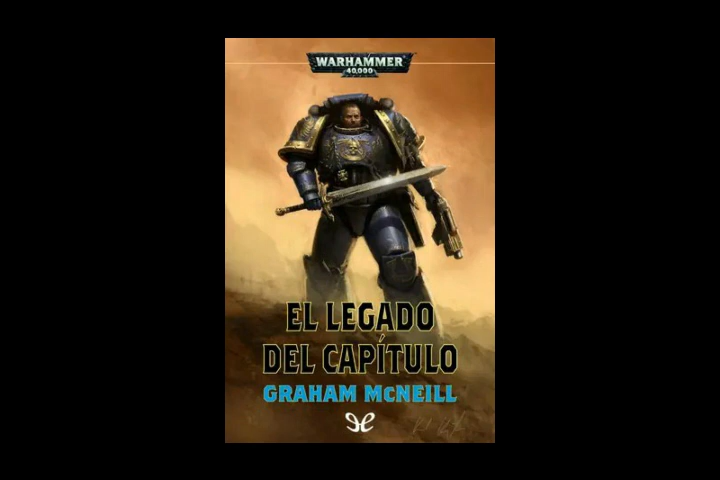 WARHAMMER
40,000
EL LEGADO
DEL CAPÍTULO
GRAHAM McNEILL